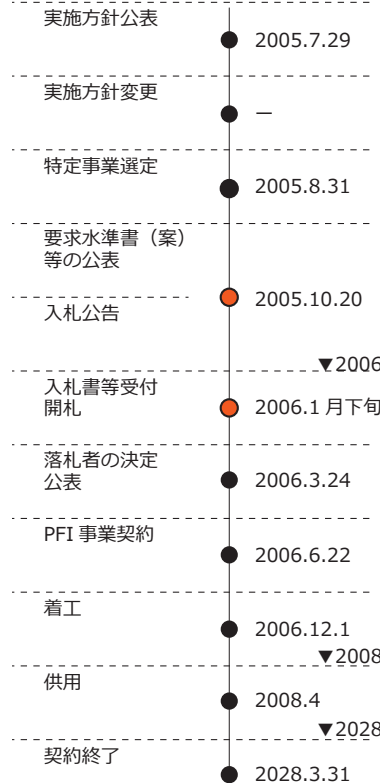 実施方針公表
2005.7.29
実施方針変更
―
特定事業選定
2005.8.31
要求水準書（案）
等の公表
2005.10.20
入札公告
▼2006
入札書等受付
開札
2006.1 月下旬
落札者の決定
公表
2006.3.24
PFI 事業契約
2006.6.22
着工
2006.12.1
▼2008
供用
2008.4
▼2028
契約終了
2028.3.31